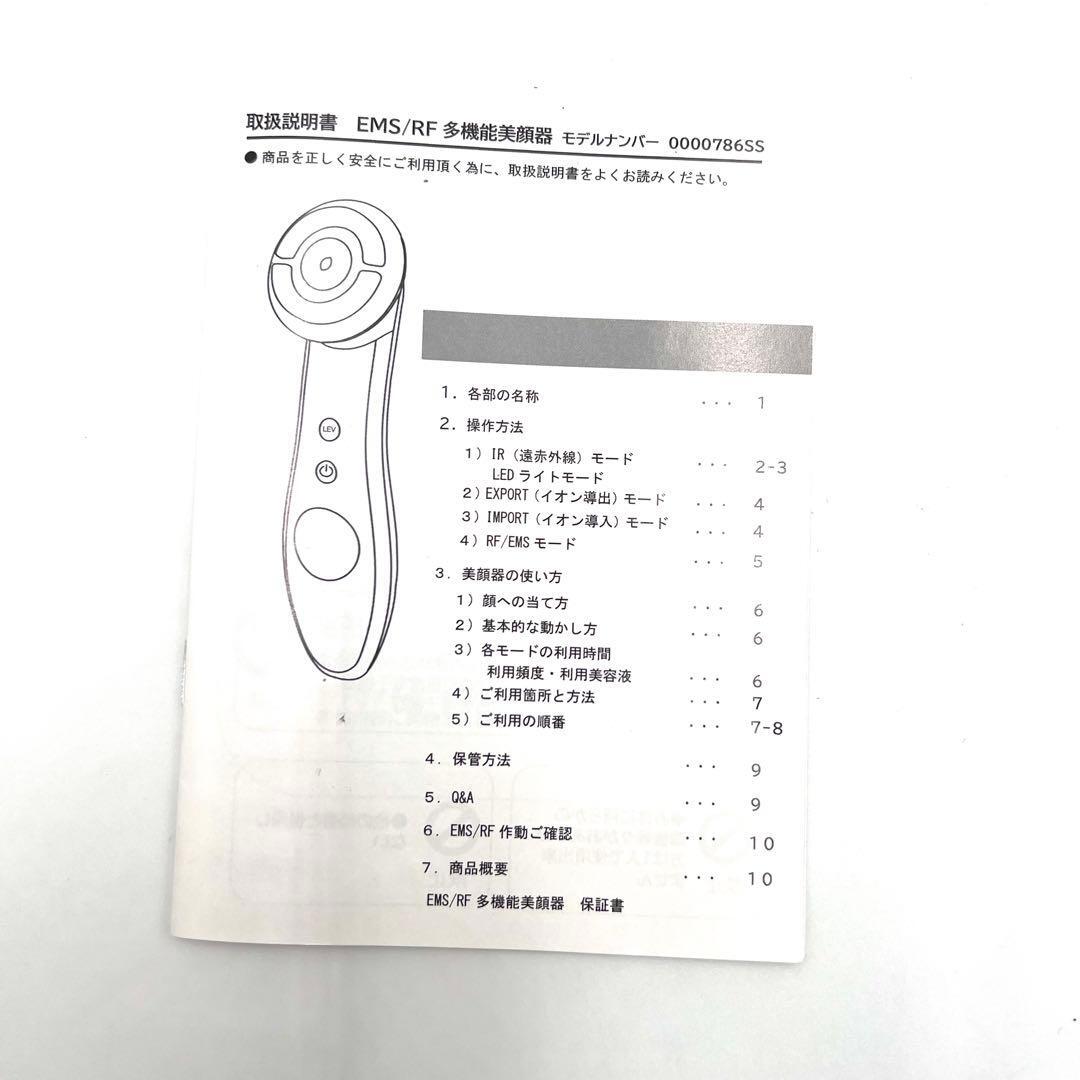 取扱説明書 EMS/RF 多機能美顔器 モデルナンバー 0000786SS
●商品を正しく安全にご利用頂く為に、取扱説明書をよくお読みください。
LEV
1. 各部の名称 ・・・ 1
2. 操作方法
1) IR(遠赤外線)モード ・・・ 2-3
LEDライトモード
2) EXPORT(イオン導出)モード ・・・ 4
3) IMPORT(イオン導入)モード ・・・ 4
4) RF/EMSモード ・・・ 5
3. 美顔器の使い方
1) 顔への当て方 ・・・ 6
2) 基本的な動かし方 ・・・ 6
3) 各モードの利用時間
利用頻度・利用美容液 ・・・ 6
4) ご利用箇所と方法 ・・・ 7
5) ご利用の順番 ・・・ 7-8
4. 保管方法 ・・・ 9
5. Q&A ・・・ 9
6. EMS/RF 作動ご確認 ・・・ 10
7. 商品概要 ・・・ 10
EMS/RF 多機能美顔器 保証書